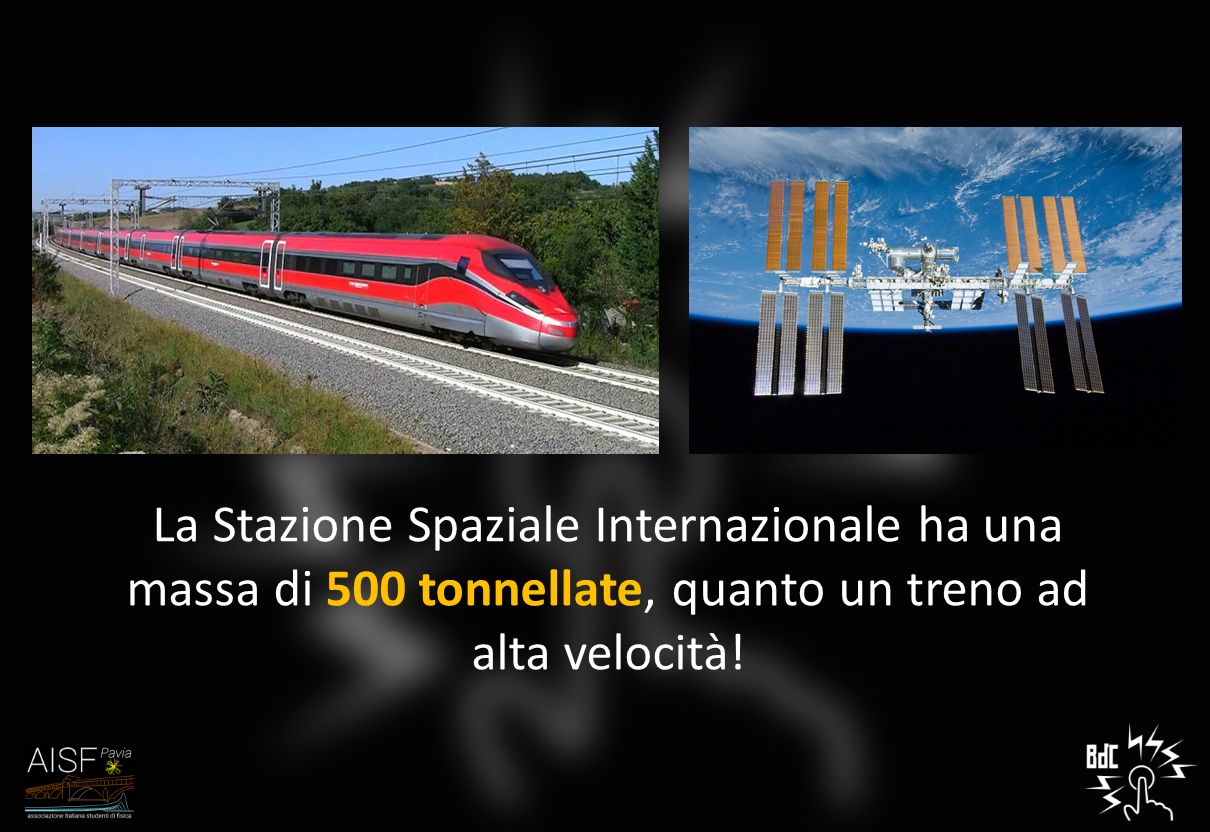 La Stazione Spaziale Internazionale ha una
massa di 500 tonnellate, quanto un treno ad
alta velocità!
AISF Pavia
associazione italiana studenti di fisica
BdC